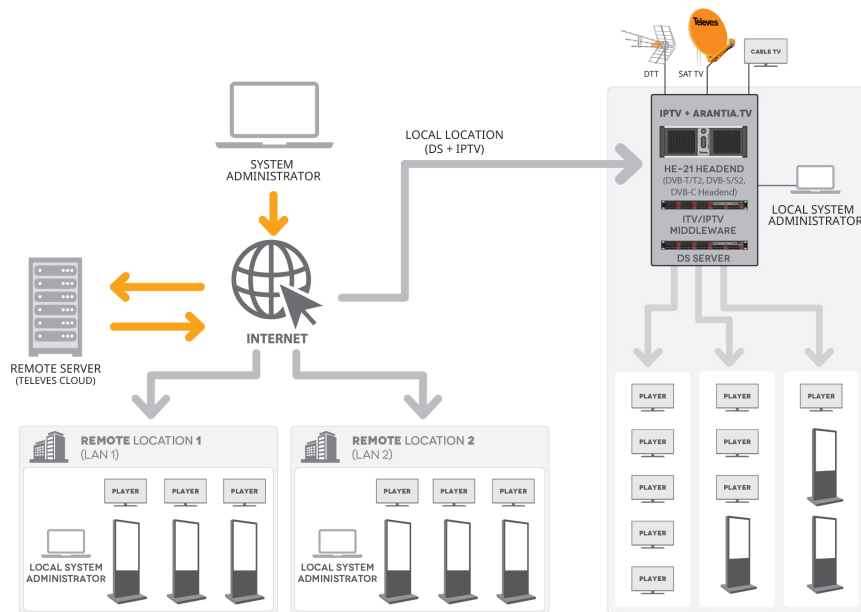 Televes
DTT
SAT TV
CABLE TV
IPTV + ARANTIA.TV
Televes
HE-21 HEADEND
(DVB-T/T2, DVB-S/S2,
DVB-C Headend)
ITV/IPTV
MIDDLEWARE
DS SERVER
LOCAL SYSTEM
ADMINISTRATOR
LOCAL LOCATION
(DS + IPTV)
SYSTEM
ADMINISTRATOR
INTERNET
REMOTE SERVER
(TELEVES CLOUD)
REMOTE LOCATION 1
(LAN 1)
PLAYER
PLAYER
PLAYER
LOCAL SYSTEM
ADMINISTRATOR
REMOTE LOCATION 2
(LAN 2)
PLAYER
PLAYER
PLAYER
LOCAL SYSTEM
ADMINISTRATOR
PLAYER
PLAYER
PLAYER
PLAYER
PLAYER
PLAYER
PLAYER
PLAYER
PLAYER